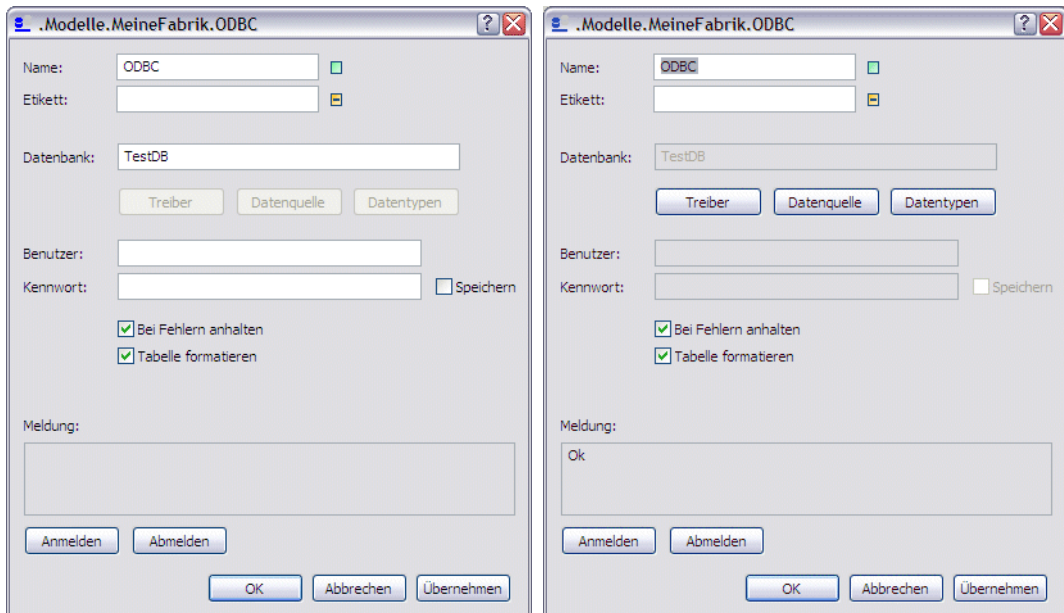 .Modelle.MeineFabrik.ODBC
Name: ODBC
Etikett:
Datenbank: TestDB
Treiber Datenquelle Datentypen
Benutzer:
Kennwort: Speichern
Bei Fehlern anhalten
Tabelle formatieren
Meldung:
Anmelden Abmelden
OK Abbrechen Übernehmen
.Modelle.MeineFabrik.ODBC
Name: ODBC
Etikett:
Datenbank: TestDB
Treiber Datenquelle Datentypen
Benutzer:
Kennwort: Speichern
Bei Fehlern anhalten
Tabelle formatieren
Meldung:
Ok
Anmelden Abmelden
OK Abbrechen Übernehmen